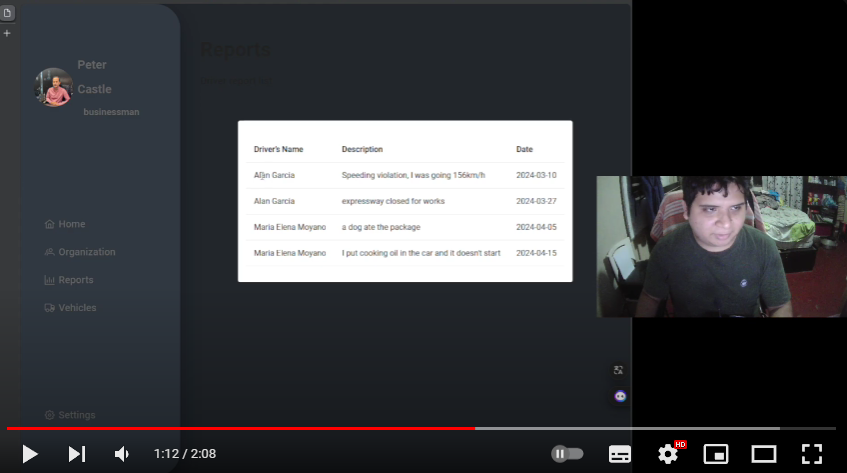 Peter
Castle
businessman
Reports
Home
Organization
Reports
Vehicles
Settings
Driver's Name Description Date
Alan Garcia Speeding violation, I was going 156km/h 2024-03-10
Alan Garcia expressway closed for works 2024-03-27
Maria Elena Moyano a dog ate the package 2024-04-05
Maria Elena Moyano I put cooking oil in the car and it doesn't start 2024-04-15
1:12 / 2:08
HD